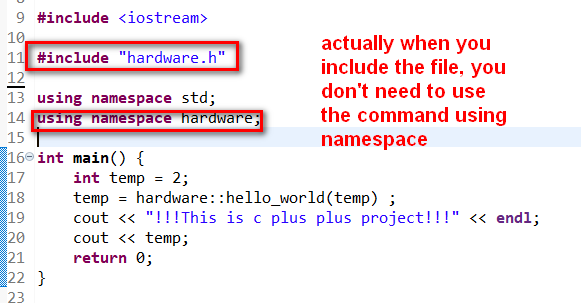 9 #include <iostream>
10
11 #include "hardware.h"
12
13 using namespace std;
14 using namespace hardware;
15
16 int main() {
17 int temp = 2;
18 temp = hardware::hello_world(temp) ;
19 cout << "!!!This is c plus plus project!!!" << endl;
20 cout << temp;
21 return 0;
22 }
23
actually when you
include the file, you
don't need to use
the command using
namespace